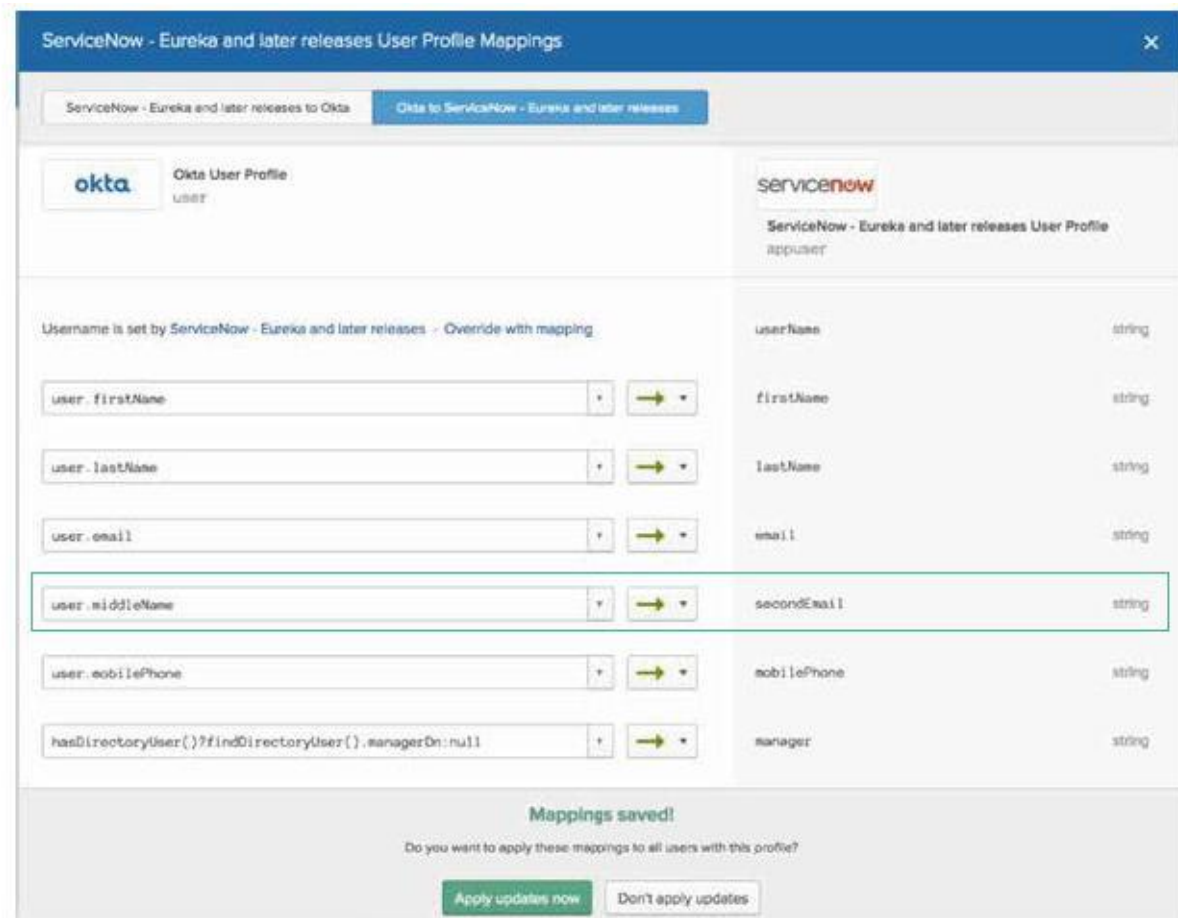 ServiceNow - Eureka and later releases User Profile Mappings ×
ServiceNow - Eureka and later releases to Okta
Okta to ServiceNow - Eureka and later releases
okta
Okta User Profile
user
servicenow
ServiceNow - Eureka and later releases User Profile
appuser
Username is set by ServiceNow - Eureka and later releases - Override with mapping
userName string
user.firstName firstName string
user.lastName lastName string
user.email email string
user.middleName secondEmail string
user.mobilePhone mobilePhone string
hasDirectoryUser()?findDirectoryUser().managerDn:null manager string
Mappings saved!
Do you want to apply these mappings to all users with this profile?
Apply updates now
Don't apply updates